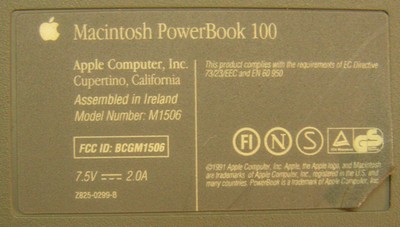 Macintosh PowerBook 100
Apple Computer, Inc.
Cupertino, California
Assembled in Ireland
Model Number: M1506
FCC ID: BCGM1506
7.5V 2.0A
Z825-0299-B
This product complies with the requirements of EC Directive
73/23/EEC and EN 60 950
FI N S
©1991 Apple Computer, Inc. Apple, the Apple logo, and Macintosh
are trademarks of Apple Computer, Inc., registered in the U.S. and
many countries. PowerBook is a trademark of Apple Computer, Inc.